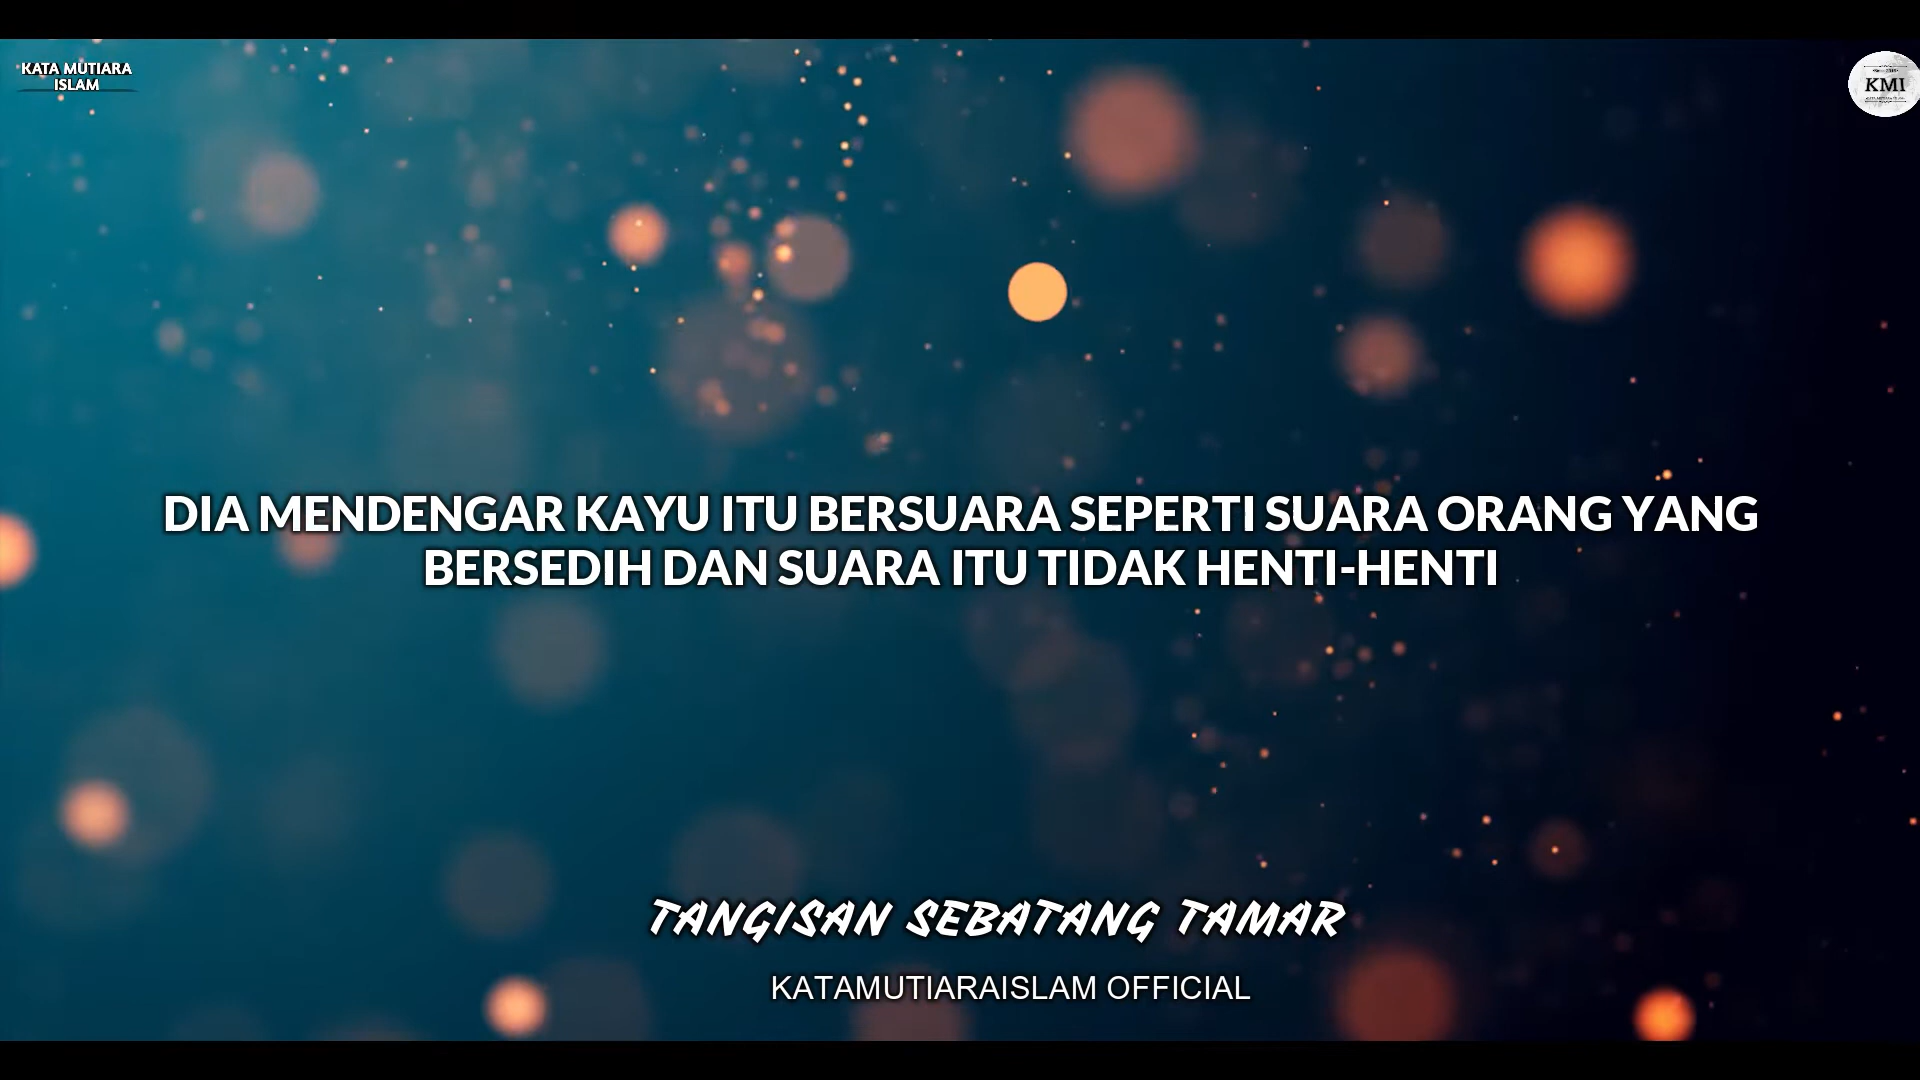 KATA MUTIARA
ISLAM
KMI
DIA MENDENGAR KAYU ITU BERSUARA SEPERTI SUARA ORANG YANG
BERSEDIH DAN SUARA ITU TIDAK HENTI-HENTI
TANGISAN SEBATANG TAMAR
KATAMUTIARAISLAM OFFICIAL